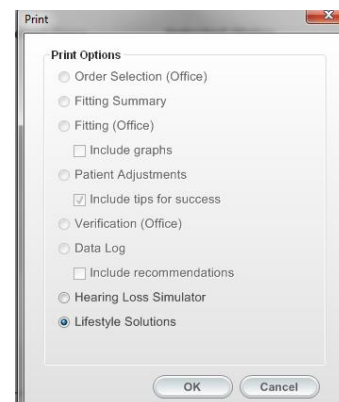 Print
Print Options
Order Selection (Office)
Fitting Summary
Fitting (Office)
Include graphs
Patient Adjustments
Include tips for success
Verification (Office)
Data Log
Include recommendations
Hearing Loss Simulator
Lifestyle Solutions
OK Cancel